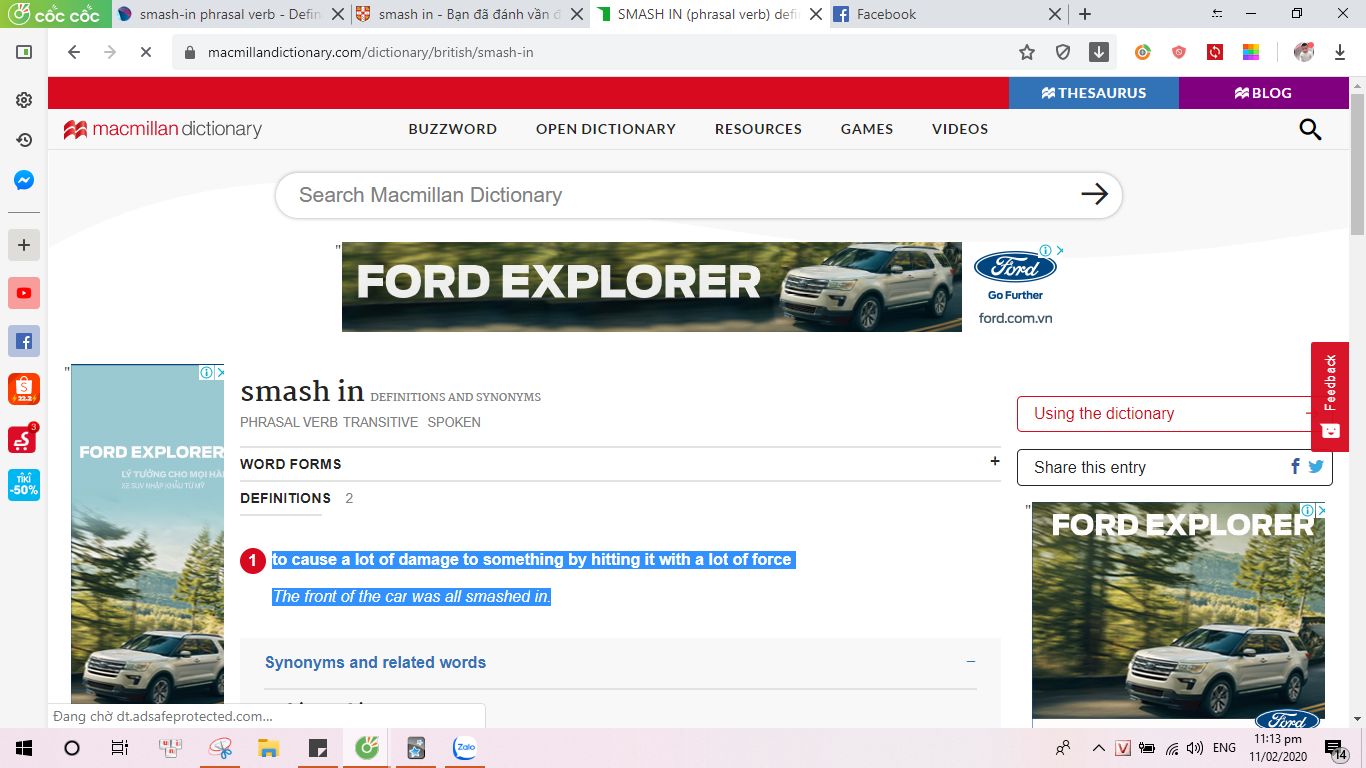 CỐC CỐC
smash-in phrasal verb - Defin
smash in - Bạn đã đánh vần đ
SMASH IN (phrasal verb) defi
Facebook
macmillandictionary.com/dictionary/british/smash-in
THESAURUS
BLOG
macmillan dictionary
BUZZWORD
OPEN DICTIONARY
RESOURCES
GAMES
VIDEOS
Search Macmillan Dictionary
"
FORD EXPLORER
Ford
Go Further
ford.com.vn
22.2
3
TIKI
-50%
"
FORD EXPLORER
LÝ TƯỞNG CHO MỌI HÀ
XE SUV NHẬP KHẨU TỪ MỸ
smash in DEFINITIONS AND SYNONYMS
PHRASAL VERB TRANSITIVE SPOKEN
WORD FORMS +
DEFINITIONS 2
1 to cause a lot of damage to something by hitting it with a lot of force
The front of the car was all smashed in.
Synonyms and related words −
Using the dictionary
Feedback
Share this entry
"
FORD EXPLORER
Ford
Đang chờ dt.adsafeprotected.com...
Zalo
V
ENG
11:13 pm
11/02/2020
14